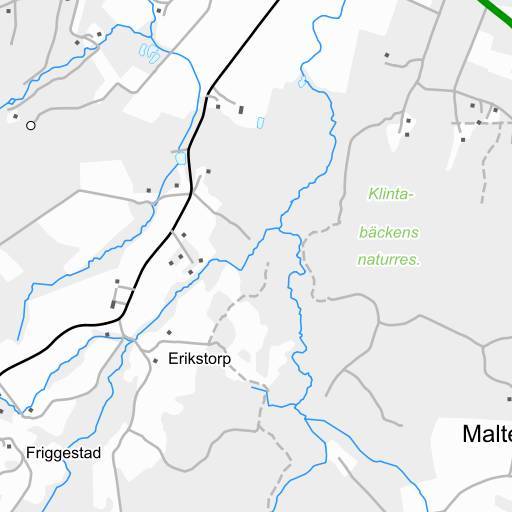 Klinta-
bäckens
naturres.
Erikstorp
Malte
Friggestad